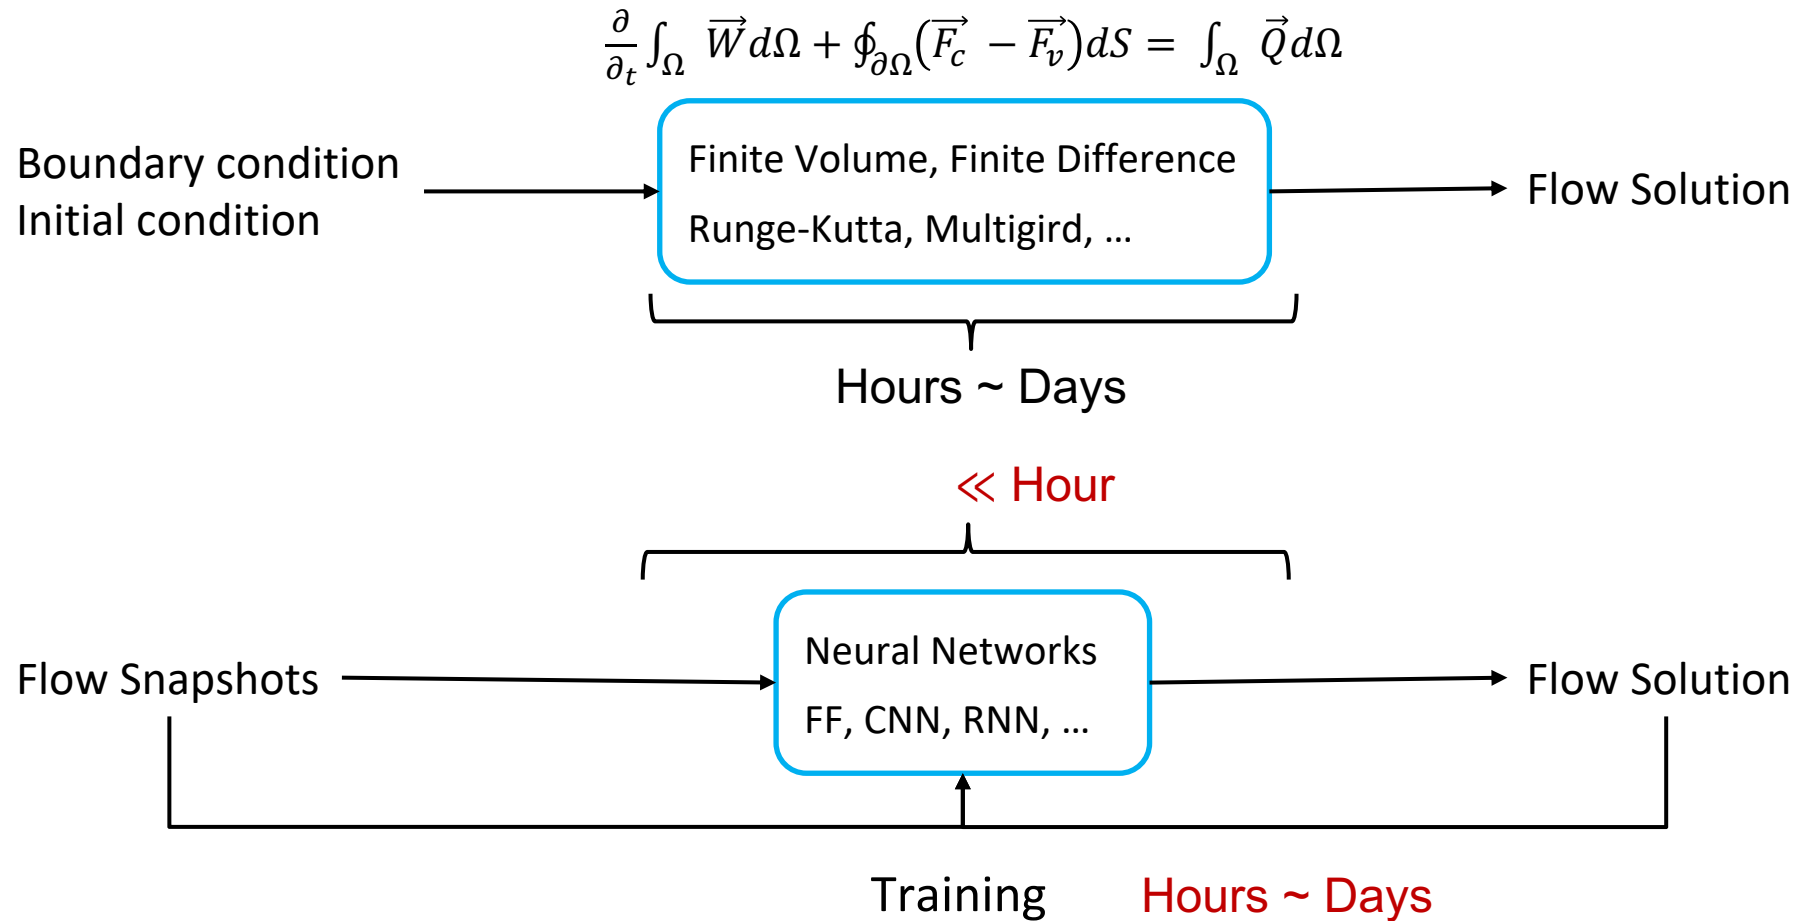 ∂/∂t ∫Ω W⃗dΩ + ∮∂Ω(F⃗c − F⃗v)dS = ∫Ω Q⃗dΩ
Boundary condition
Initial condition
Finite Volume, Finite Difference
Runge-Kutta, Multigird, ...
Flow Solution
Hours ~ Days
≪ Hour
Flow Snapshots
Neural Networks
FF, CNN, RNN, ...
Flow Solution
Training
Hours ~ Days